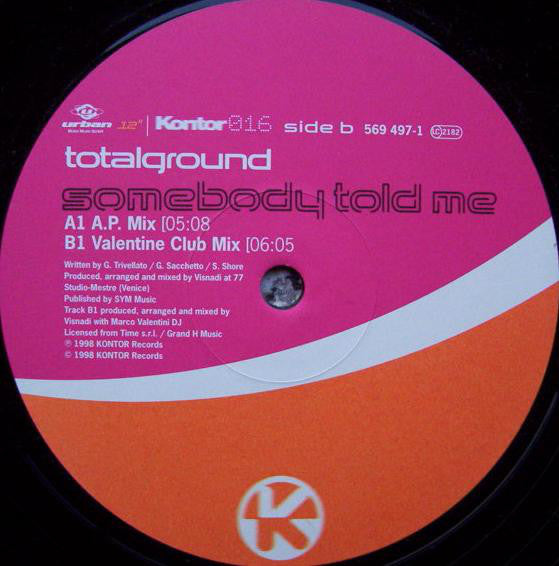 urban
Motor Music GmbH
12" Kontor016 side b 569 497-1 LC 2182
totalground
somebody told me
A1 A.P. Mix [05:08
B1 Valentine Club Mix [06:05
Written by G. Trivellato / G. Sacchetto / S. Shore
Produced, arranged and mixed by Visnadi at 77
Studio-Mestre (Venice)
Published by SYM Music
Track B1 produced, arranged and mixed by
Visnadi with Marco Valentini DJ
Licensed from Time s.r.l. / Grand H Music
℗ 1998 KONTOR Records
© 1998 KONTOR Records
K